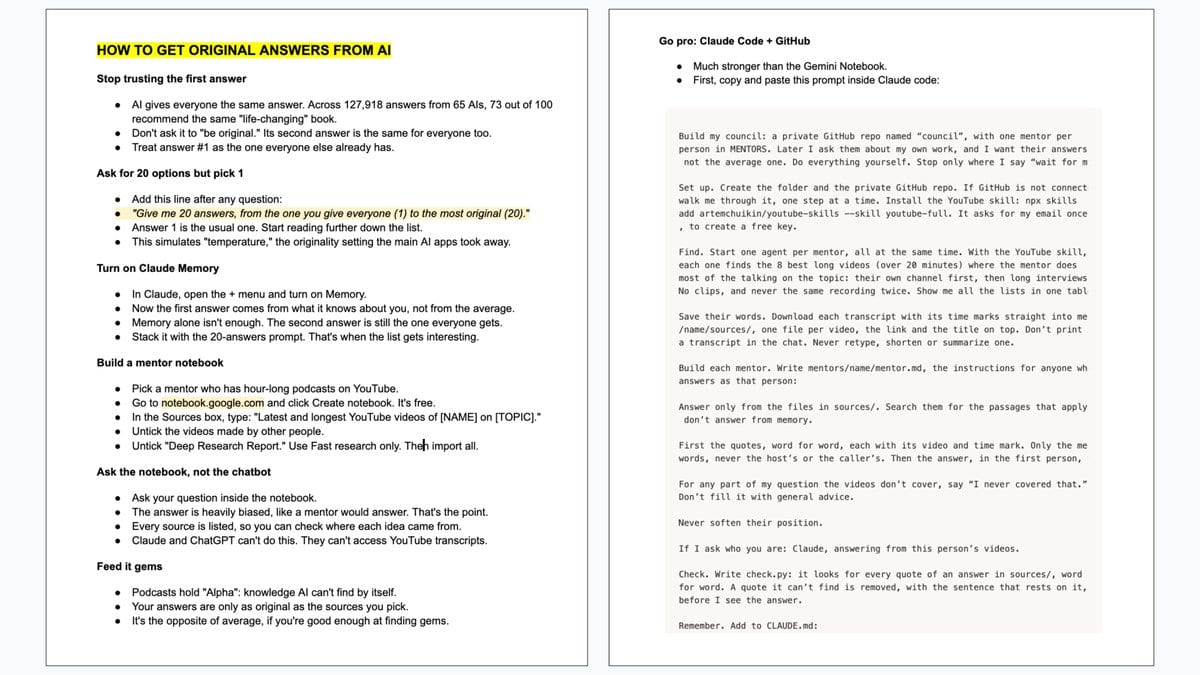 HOW TO GET ORIGINAL ANSWERS FROM AI
Stop trusting the first answer
● AI gives everyone the same answer. Across 127,918 answers from 65 AIs, 73 out of 100
recommend the same "life-changing" book.
● Don't ask it to "be original." Its second answer is the same for everyone too.
● Treat answer #1 as the one everyone else already has.
Ask for 20 options but pick 1
● Add this line after any question:
● "Give me 20 answers, from the one you give everyone (1) to the most original (20)."
● Answer 1 is the usual one. Start reading further down the list.
● This simulates "temperature," the originality setting the main AI apps took away.
Turn on Claude Memory
● In Claude, open the + menu and turn on Memory.
● Now the first answer comes from what it knows about you, not from the average.
● Memory alone isn't enough. The second answer is still the one everyone gets.
● Stack it with the 20-answers prompt. That's when the list gets interesting.
Build a mentor notebook
● Pick a mentor who has hour-long podcasts on YouTube.
● Go to notebook.google.com and click Create notebook. It's free.
● In the Sources box, type: "Latest and longest YouTube videos of [NAME] on [TOPIC]."
● Untick the videos made by other people.
● Untick "Deep Research Report." Use Fast research only. Then import all.
Ask the notebook, not the chatbot
● Ask your question inside the notebook.
● The answer is heavily biased, like a mentor would answer. That's the point.
● Every source is listed, so you can check where each idea came from.
● Claude and ChatGPT can't do this. They can't access YouTube transcripts.
Feed it gems
● Podcasts hold "Alpha": knowledge AI can't find by itself.
● Your answers are only as original as the sources you pick.
● It's the opposite of average, if you're good enough at finding gems.
Go pro: Claude Code + GitHub
● Much stronger than the Gemini Notebook.
● First, copy and paste this prompt inside Claude code:
Build my council: a private GitHub repo named “council”, with one mentor per
person in MENTORS. Later I ask them about my own work, and I want their answers
not the average one. Do everything yourself. Stop only where I say “wait for m
Set up. Create the folder and the private GitHub repo. If GitHub is not connect
walk me through it, one step at a time. Install the YouTube skill: npx skills
add artemchuikin/youtube-skills --skill youtube-full. It asks for my email once
, to create a free key.
Find. Start one agent per mentor, all at the same time. With the YouTube skill,
each one finds the 8 best long videos (over 20 minutes) where the mentor does
most of the talking on the topic: their own channel first, then long interviews
No clips, and never the same recording twice. Show me all the lists in one tabl
Save their words. Download each transcript with its time marks straight into me
/name/sources/, one file per video, the link and the title on top. Don’t print
a transcript in the chat. Never retype, shorten or summarize one.
Build each mentor. Write mentors/name/mentor.md, the instructions for anyone wh
answers as that person:
Answer only from the files in sources/. Search them for the passages that apply
don’t answer from memory.
First the quotes, word for word, each with its video and time mark. Only the me
words, never the host’s or the caller’s. Then the answer, in the first person,
For any part of my question the videos don’t cover, say “I never covered that.”
Don’t fill it with general advice.
Never soften their position.
If I ask who you are: Claude, answering from this person’s videos.
Check. Write check.py: it looks for every quote of an answer in sources/, word
for word. A quote it can’t find is removed, with the sentence that rests on it,
before I see the answer.
Remember. Add to CLAUDE.md: